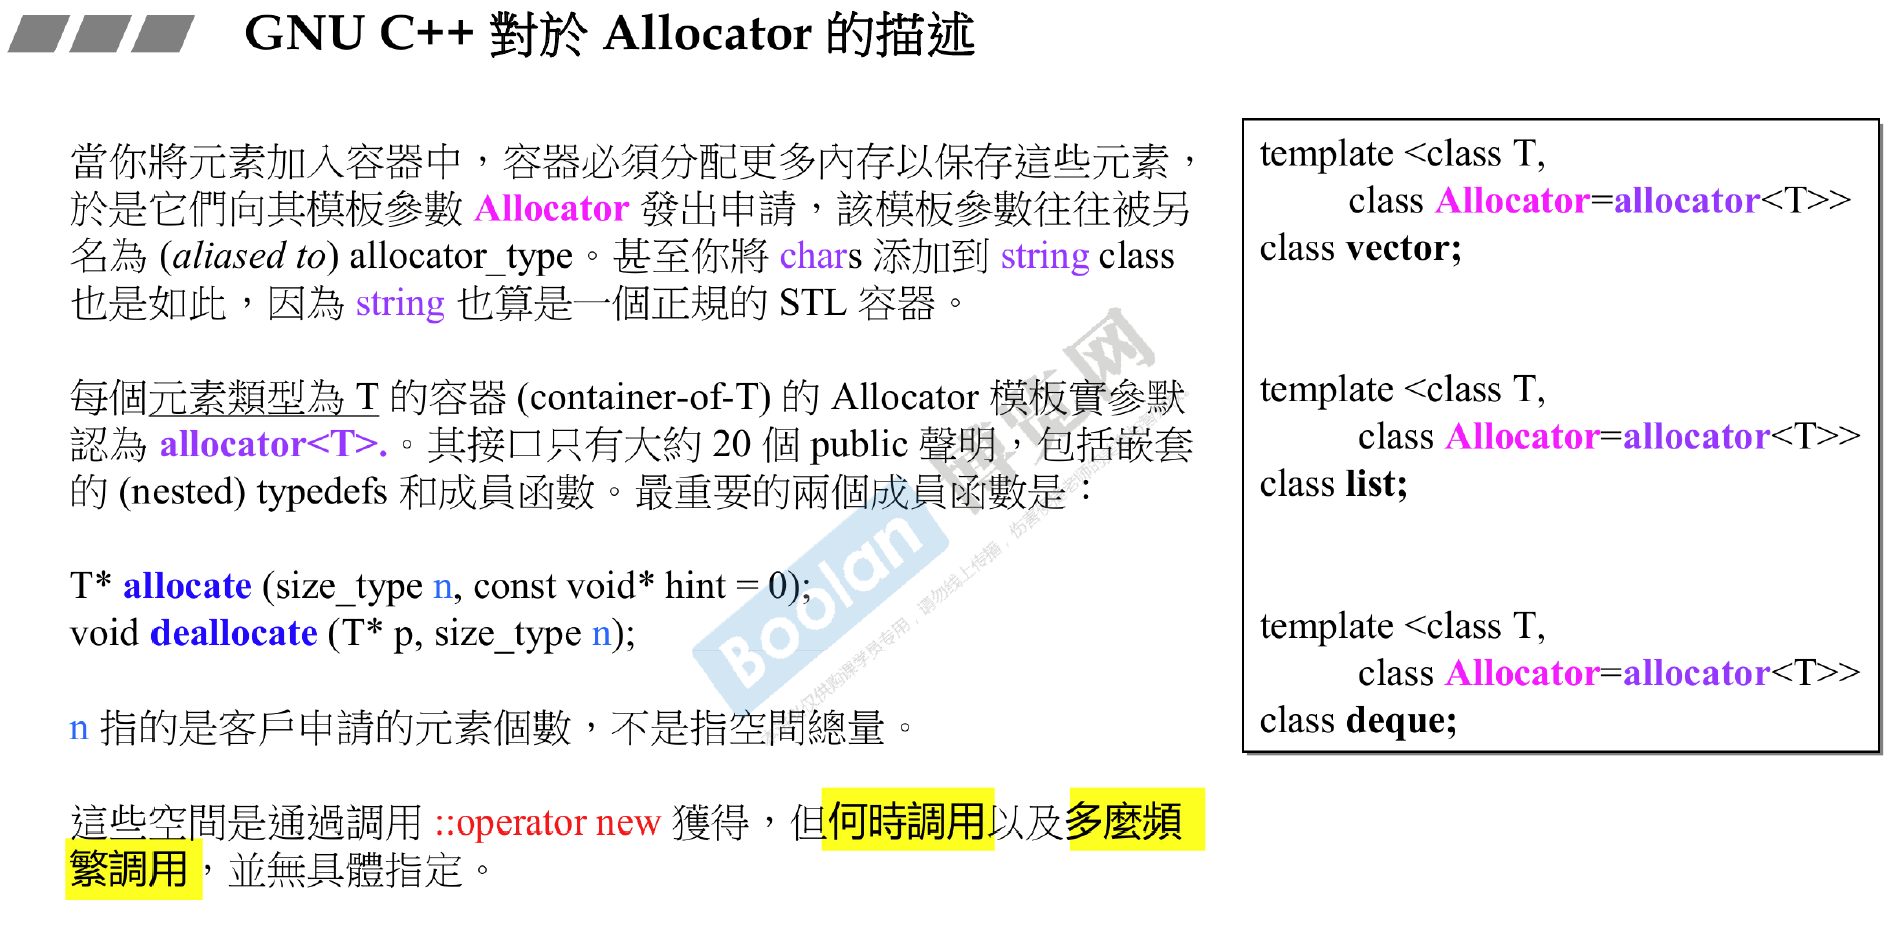 GNU C++ 對於 Allocator 的描述
當你將元素加入容器中，容器必須分配更多內存以保存這些元素，
於是它們向其模板參數 Allocator 發出申請，該模板參數往往被另
名為 (aliased to) allocator_type。甚至你將 chars 添加到 string class
也是如此，因為 string 也算是一個正規的 STL 容器。
每個元素類型為 T 的容器 (container-of-T) 的 Allocator 模板實參默
認為 allocator<T>.。其接口只有大約 20 個 public 聲明，包括嵌套
的 (nested) typedefs 和成員函數。最重要的兩個成員函數是：
T* allocate (size_type n, const void* hint = 0);
void deallocate (T* p, size_type n);
n 指的是客戶申請的元素個數，不是指空間總量。
這些空間是通過調用 ::operator new 獲得，但何時調用以及多麼頻
繁調用，並無具體指定。
template <class T,
class Allocator=allocator<T>>
class vector;
template <class T,
class Allocator=allocator<T>>
class list;
template <class T,
class Allocator=allocator<T>>
class deque;
Boolan
博览网